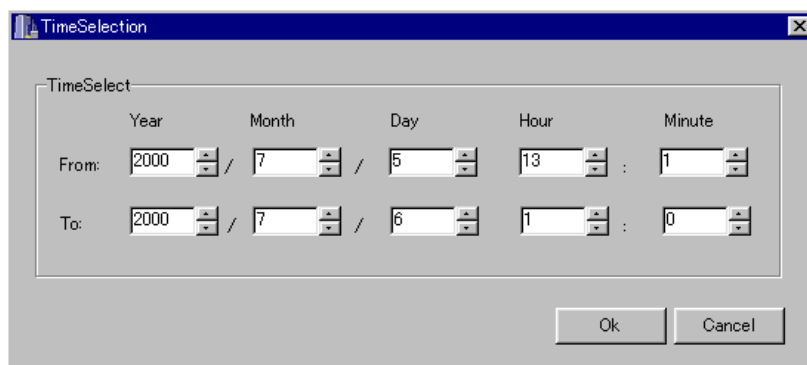 TimeSelection
TimeSelect
Year Month Day Hour Minute
From: 2000 / 7 / 5 13 : 1
To: 2000 / 7 / 6 1 : 0
Ok Cancel